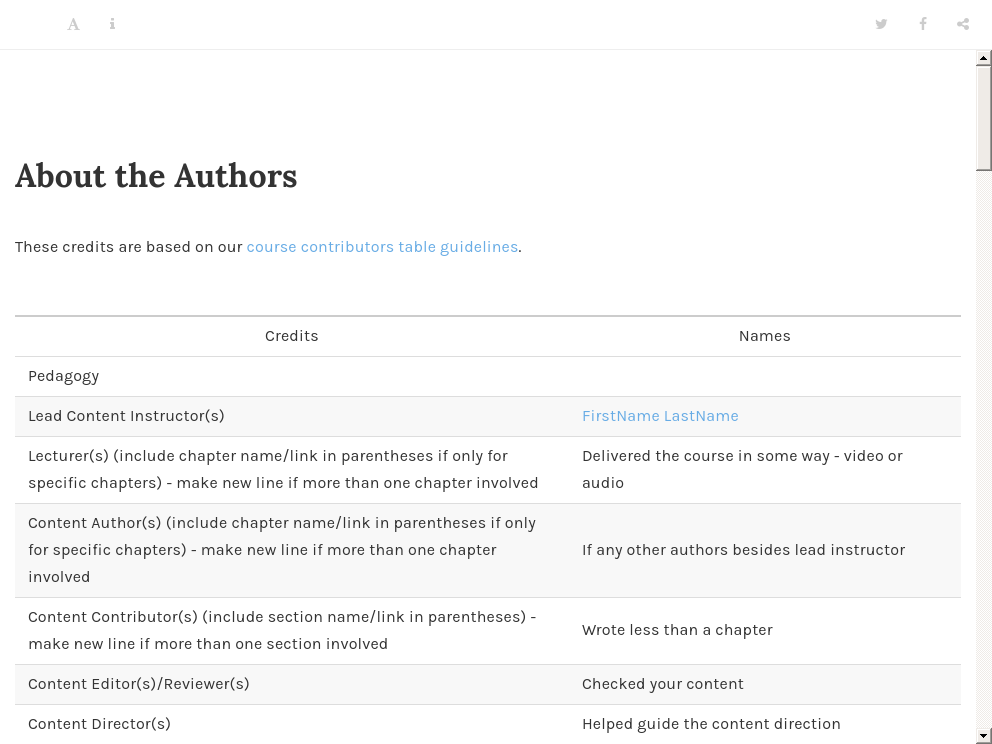 About the Authors
These credits are based on our course contributors table guidelines.
Credits Names
Pedagogy
Lead Content Instructor(s) FirstName LastName
Lecturer(s) (include chapter name/link in parentheses if only for
specific chapters) - make new line if more than one chapter involved
Delivered the course in some way - video or
audio
Content Author(s) (include chapter name/link in parentheses if only
for specific chapters) - make new line if more than one chapter
involved
If any other authors besides lead instructor
Content Contributor(s) (include section name/link in parentheses) -
make new line if more than one section involved
Wrote less than a chapter
Content Editor(s)/Reviewer(s) Checked your content
Content Director(s) Helped guide the content direction